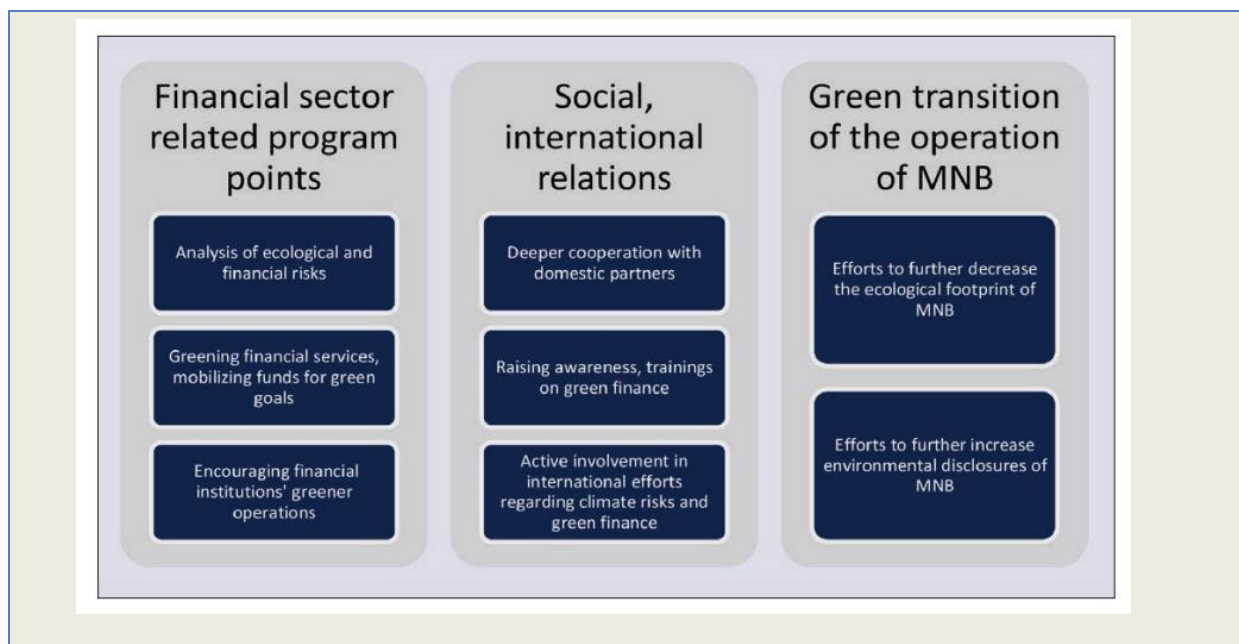 Financial sector
related program
points
Analysis of ecological and
financial risks
Greening financial services,
mobilizing funds for green
goals
Encouraging financial
institutions' greener
operations
Social,
international
relations
Deeper cooperation with
domestic partners
Raising awareness, trainings
on green finance
Active involvement in
international efforts
regarding climate risks and
green finance
Green transition
of the operation
of MNB
Efforts to further decrease
the ecological footprint of
MNB
Efforts to further increase
environmental disclosures of
MNB